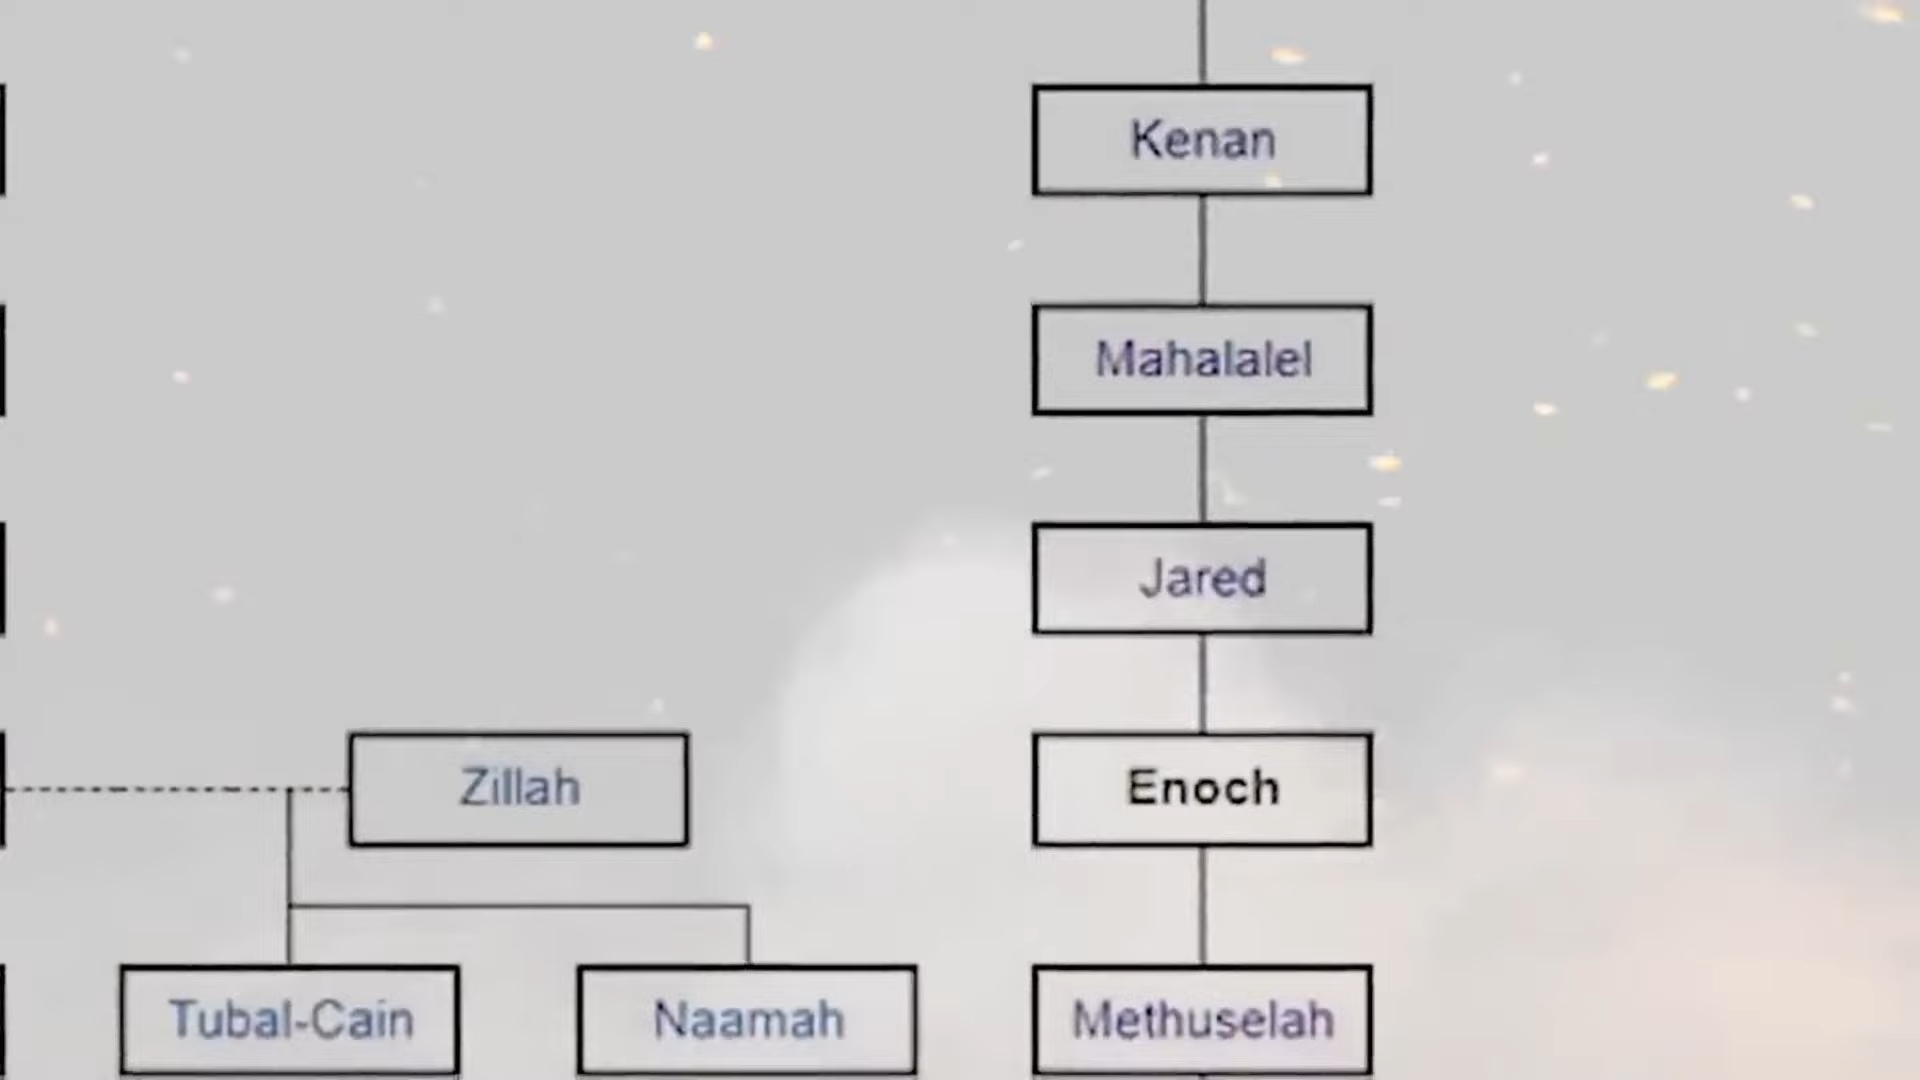 Kenan
Mahalalel
Jared
Zillah
Enoch
Tubal-Cain
Naamah
Methuselah